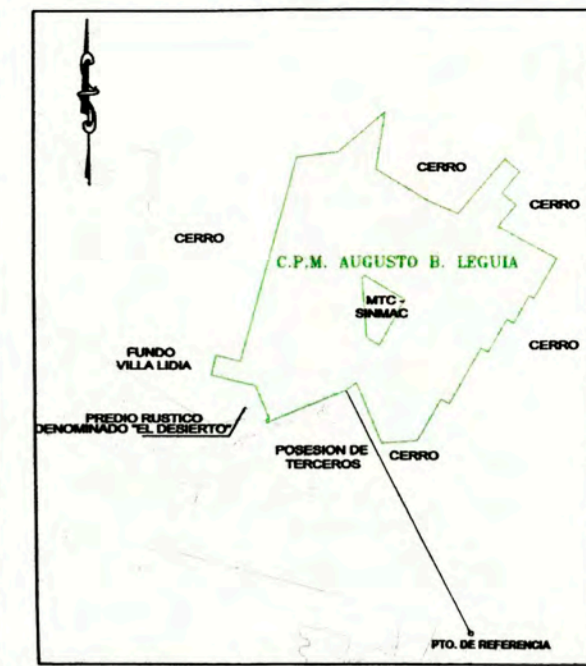 CERRO
CERRO
CERRO
C.P.M. AUGUSTO B. LEGUIA
MTC -
SINMAC
CERRO
FUNDO
VILLA LIDIA
PREDIO RUSTICO
DENOMINADO "EL DESIERTO"
POSESION DE
TERCEROS
CERRO
PTO. DE REFERENCIA